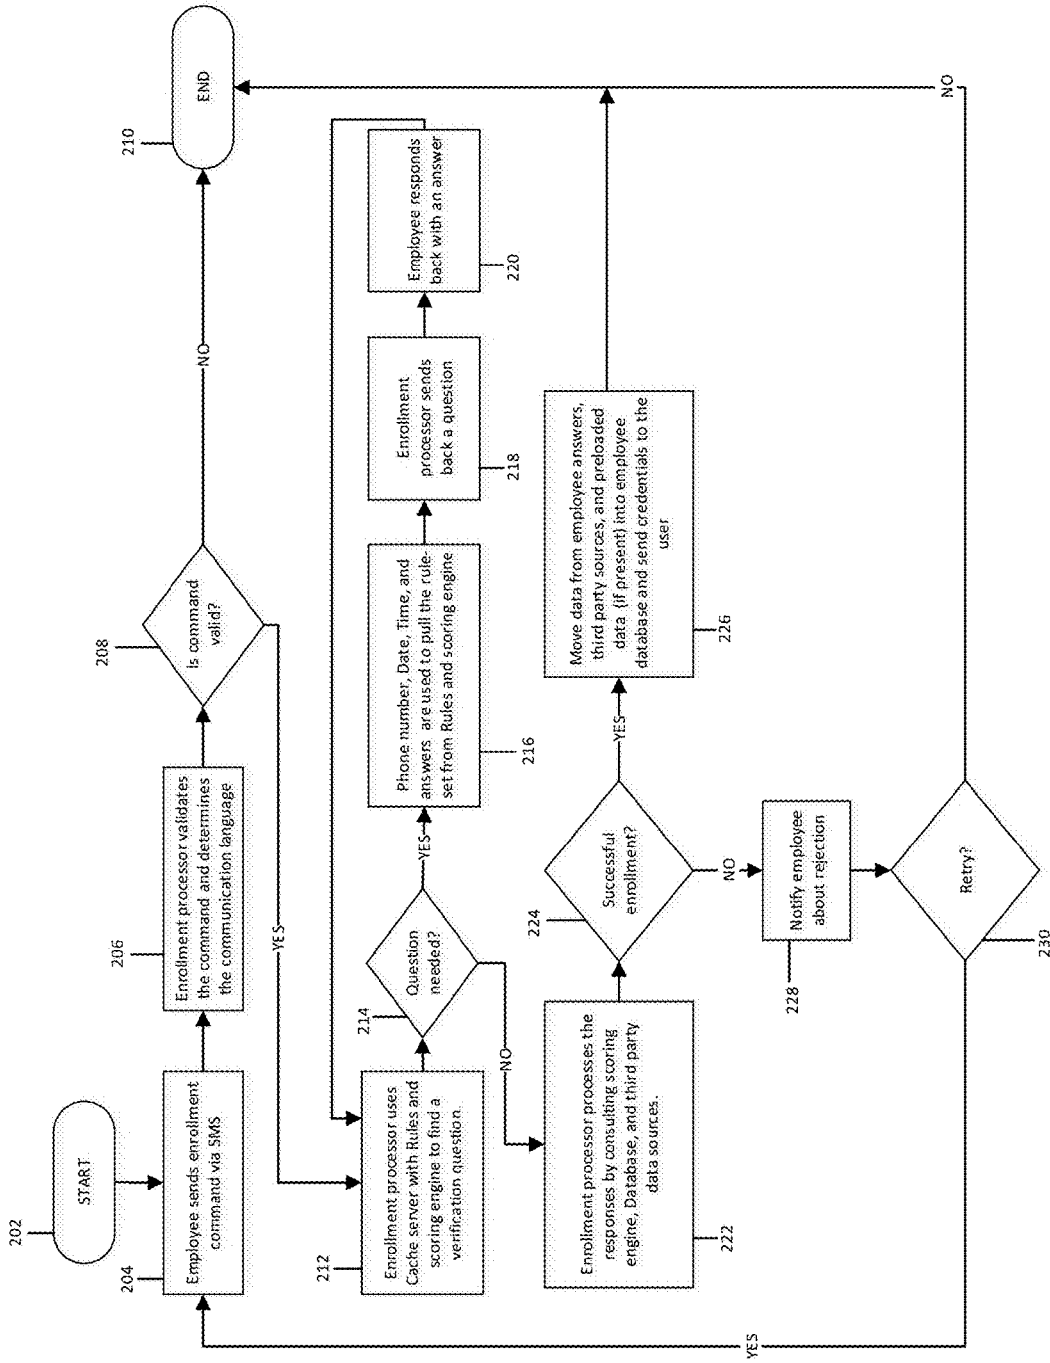 202
START
204
Employee sends enrollment
command via SMS
206
Enrollment processor validates
the command and determines
the communication language
208
Is command
valid?
NO
210
END
YES
212
Enrollment processor uses
Cache server with Rules and
scoring engine to find a
verification question.
214
Question
needed?
YES
Phone number, Date, Time, and
answers are used to pull the rule-
set from Rules and scoring engine
216
Enrollment
processor sends
back a question
218
Employee responds
back with an answer
220
NO
Enrollment processor processes the
responses by consulting scoring
engine, Database, and third party
data sources.
222
224
Successful
enrollment?
YES
Move data from employee answers,
third party sources, and preloaded
data (if present) into employee
database and send credentials to the
user
226
NO
Notify employee
about rejection
228
Retry?
230
NO
YES